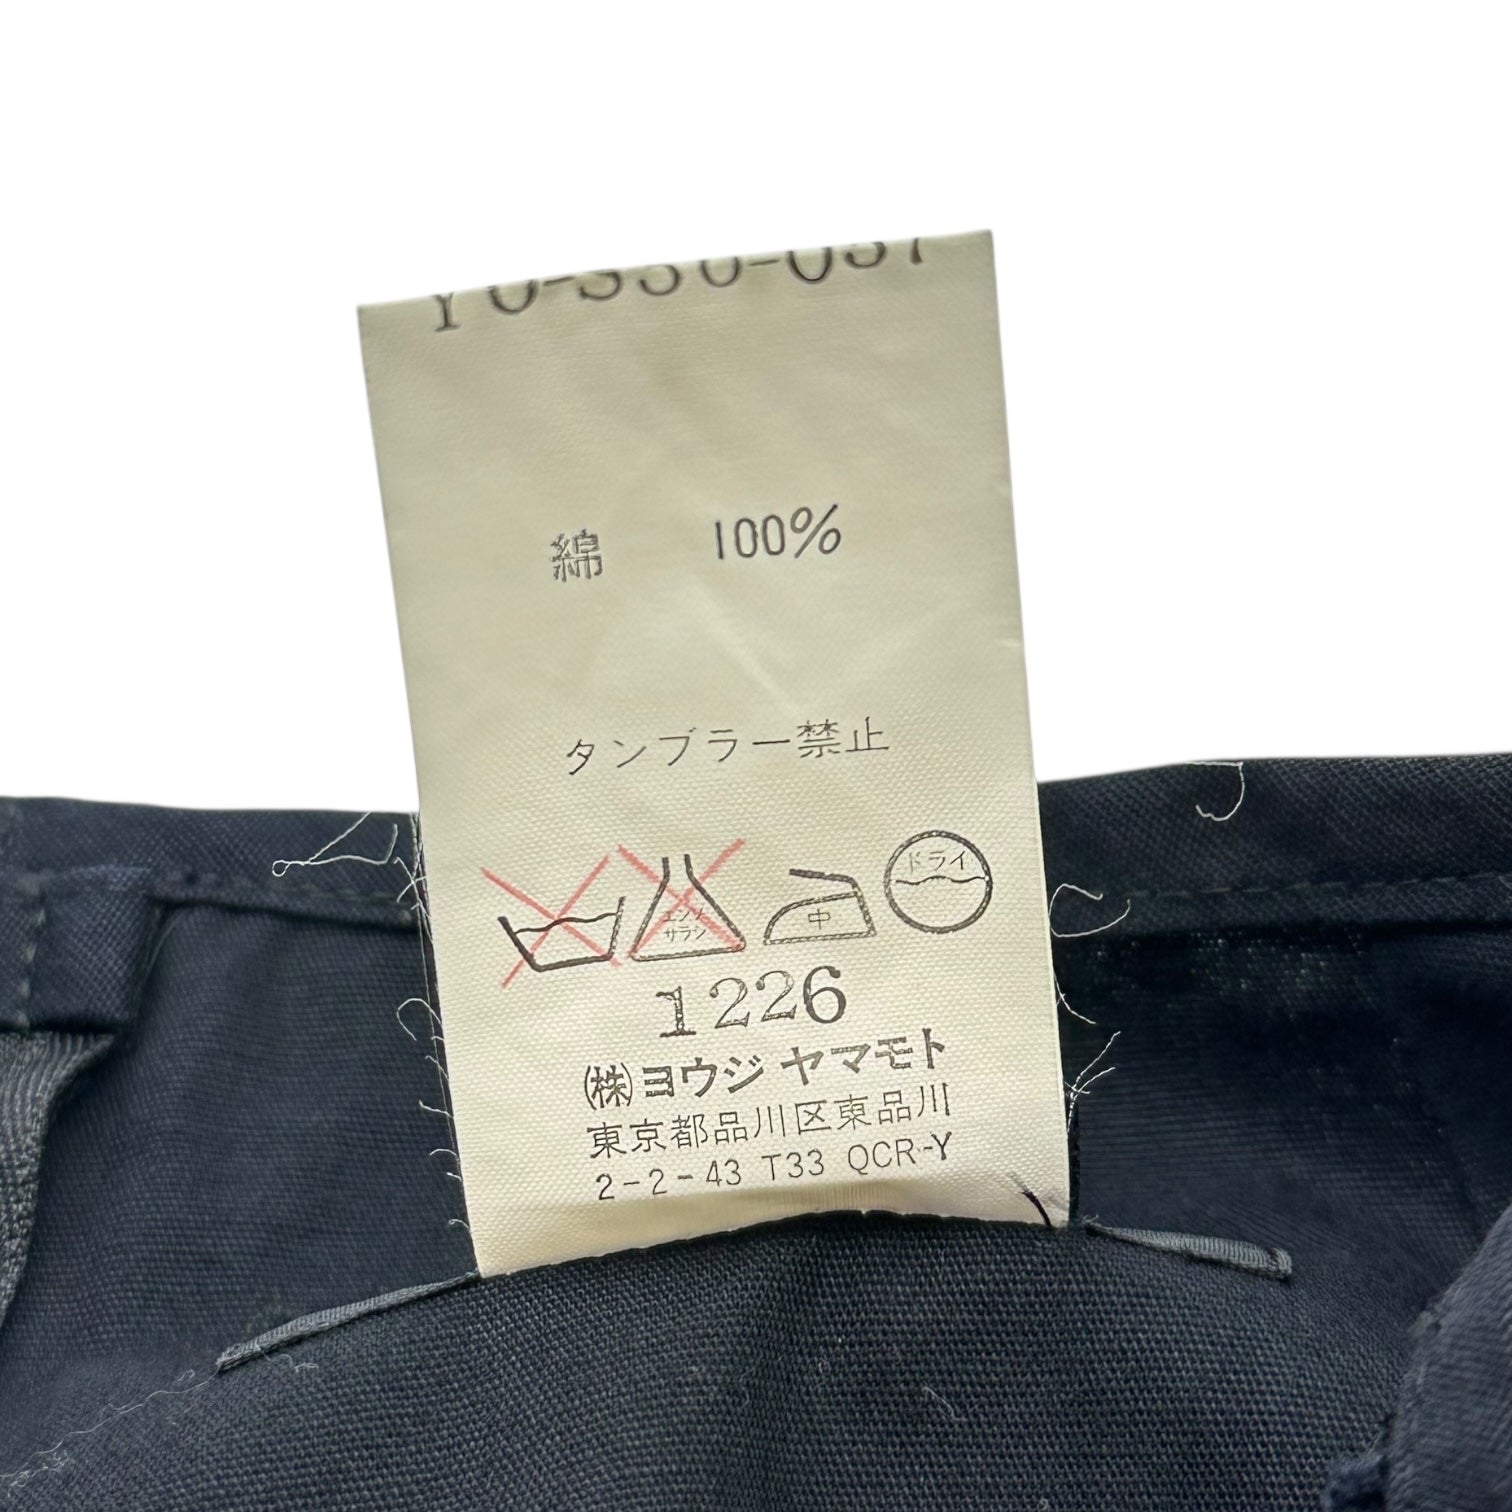 綿 100%
タンブラー禁止
エンソ
サラシ
中
ドライ
1226
(株)ヨウジ ヤマモト
東京都品川区東品川
2-2-43 T33 QCR-Y